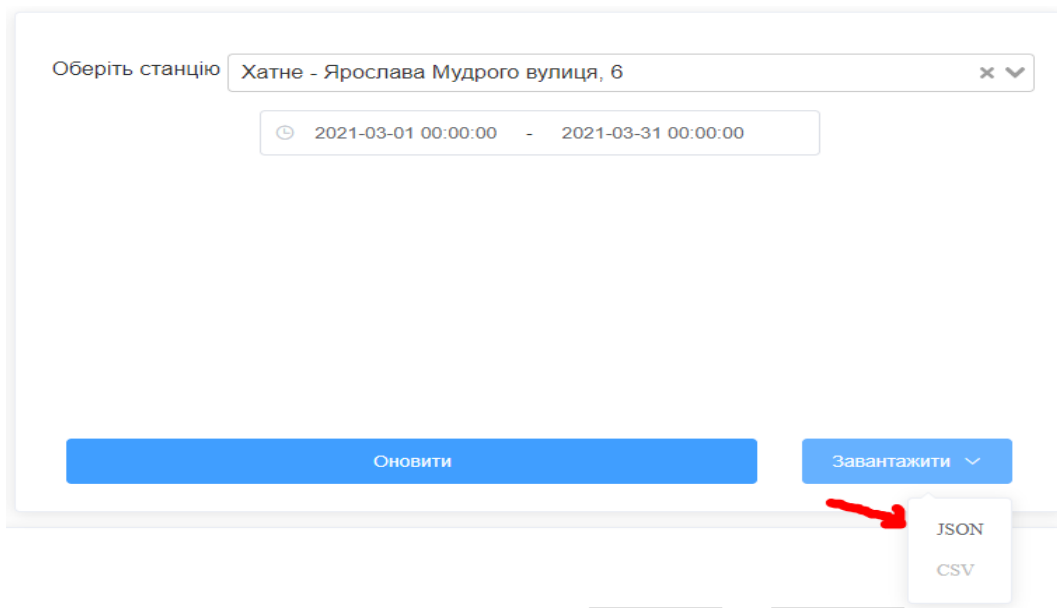 Оберіть станцію Хатне - Ярослава Мудрого вулиця, 6
2021-03-01 00:00:00 - 2021-03-31 00:00:00
Оновити Завантажити
JSON
CSV